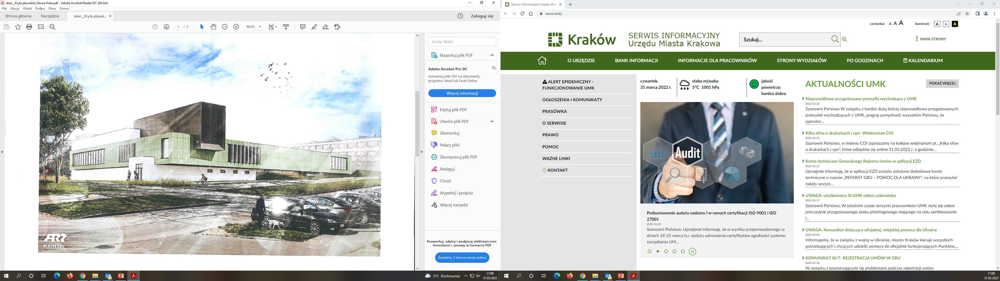 skan__Kryta pływalnia_Nowa Huta.pdf - Adobe Acrobat Reader DC (64-bit)
Plik Edycja Widok Podpis Okno Pomoc
Strona główna Narzędzia skan__Kryta pływal... Zaloguj się
1 / 2 86,6%
Szukaj 'Bates'
Eksportuj plik PDF
Adobe Acrobat Pro DC
Konwertuj pliki PDF na dokumenty
programu Word lub Excel Online
Więcej informacji
Edytuj plik PDF
Utwórz plik PDF
Skomentuj
Połącz pliki
Skompresuj plik PDF
Redaguj
Chroń
Wypełnij i podpisz
Więcej narzędzi
Konwertuj, edytuj i podpisuj elektronicznie
formularze i umowy w formacie PDF
Bezpłatna, 7-dniowa wersja próbna
MANECKI
3°C Pochmurnie
11:08
31.03.2022
Serwis informacyjny Urzędu Mias
www.umk/
czcionka: A A A kontrast: A A A
Kraków
SERWIS INFORMACYJNY
Urzędu Miasta Krakowa
Szukaj...
MAPA STRONY
O URZĘDZIE BANK INFORMACJI INFORMACJE DLA PRACOWNIKÓW STRONY WYDZIAŁÓW PO GODZINACH KALENDARIUM
ALERT EPIDEMICZNY -
FUNKCJONOWANIE UMK
OGŁOSZENIA I KOMUNIKATY
PRASÓWKA
O SERWISIE
PRAWO
POMOC
WAŻNE LINKI
KONTAKT
czwartek,
31 marca 2022 r.
słaba mżawka
5°C 1001 hPa
jakość
powietrza:
bardzo dobra
Audit
Podsumowanie audytu nadzoru I w ramach certyfikacji ISO 9001 i ISO
27001
2022-03-30
Szanowni Państwo, Uprzejmie informuję, że w wyniku przeprowadzonego w
dniach 24-25 marca b.r. audytu odnowienia certyfikatów zgodności systemu
zarządzania UM...
AKTUALNOŚCI UMK
POKAŻ WIĘCEJ
Nieprawidłowo przygotowane przesyłki wychodzące z UMK
2022-03-28
Szanowni Państwo W związku z bardzo dużą ilością nieprawidłowo przygotowanych
przesyłek wychodzących z UMK, pragnę uzmysłowić wszystkim Państwu, że
operator...
Kilka słów o drukarkach i vpn- Webinarium COI
2022-03-25
Szanowni Państwo, w imieniu COI zapraszamy na kolejne webinarium pt. „Kilka słów
o drukarkach i vpn”, które odbędzie się online 31.03.2022 r. o godzinie...
Konta techniczne Generalnego Rejestru Umów w aplikacji EZD
2022-03-21
Uprzejmie informuję, że w aplikacji EZD zostało założone dodatkowe konto
techniczne o nazwie „REFERAT GRU – POMOC DLA UKRAINY”, na które przesyłać
należy wszyst...
UWAGA: użytkownicy SI UMK celem cyberataku
2022-03-17
Szanowni Państwo, W ostatnim czasie skrzynki pracowników UMK stały się celem
precyzyjnie przygotowanego ataku phishingowego mającego na celu zainfekowanie
i...
UWAGA: Komunikat dotyczący oficjalnej, miejskiej pomocy dla Ukrainy
2022-03-04
Informujemy, że w związku z wojną w Ukrainie, miasto Kraków kieruje wszystkich
potrzebujących i chcących udzielić pomocy do oficjalnie funkcjonujących Punktów,...
KOMUNIKAT III/7- REJESTRACJA UMÓW W GRU
2022-02-28
W związku z powtarzającymi się problemami podczas rejestracji umów
11:08
31.03.2022